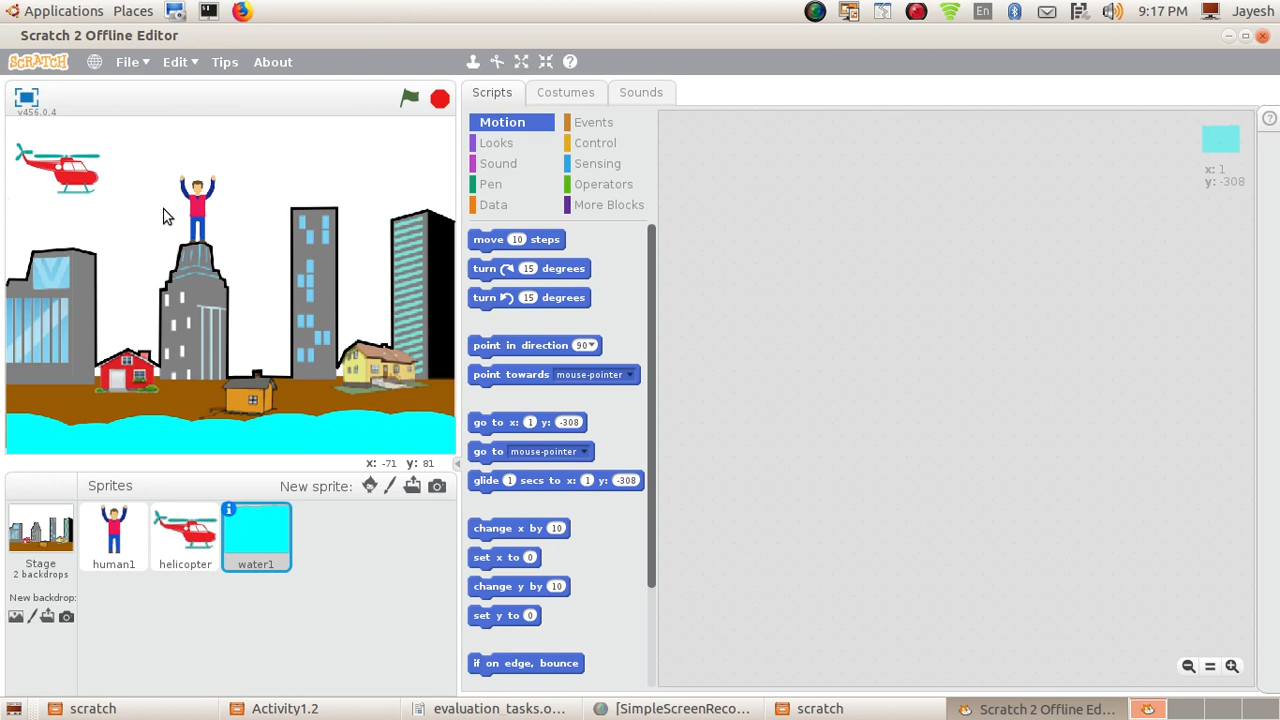 Applications Places En 9:17 PM Jayesh
Scratch 2 Offline Editor
SCRATCH File Edit Tips About
v456.0.4
Scripts Costumes Sounds
Motion Events
Looks Control
Sound Sensing
Pen Operators
Data More Blocks
x: 1
y: -308
move 10 steps
turn 15 degrees
turn 15 degrees
point in direction 90
point towards mouse-pointer
go to x: 1 y: -308
go to mouse-pointer
glide 1 secs to x: 1 y: -308
change x by 10
set x to 0
change y by 10
set y to 0
if on edge, bounce
x: -71 y: 81
Sprites New sprite:
Stage
2 backdrops
New backdrop:
human1 helicopter water1
scratch Activity1.2 evaluation_tasks.o... [SimpleScreenReco... scratch Scratch 2 Offline Ed...